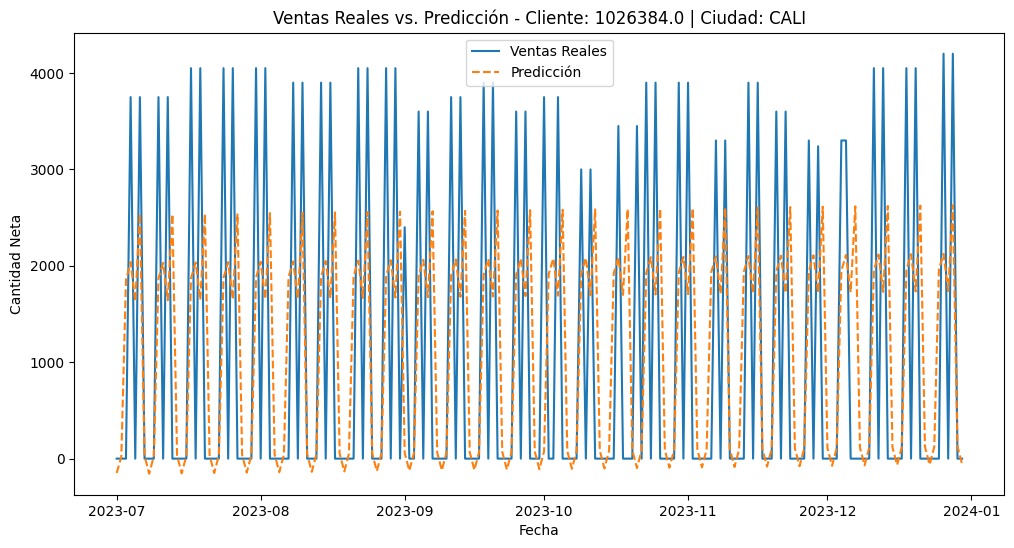 Ventas Reales vs. Predicción - Cliente: 1026384.0 | Ciudad: CALI
Ventas Reales
Predicción
Cantidad Neta
4000
3000
2000
1000
0
2023-07
2023-08
2023-09
2023-10
2023-11
2023-12
2024-01
Fecha